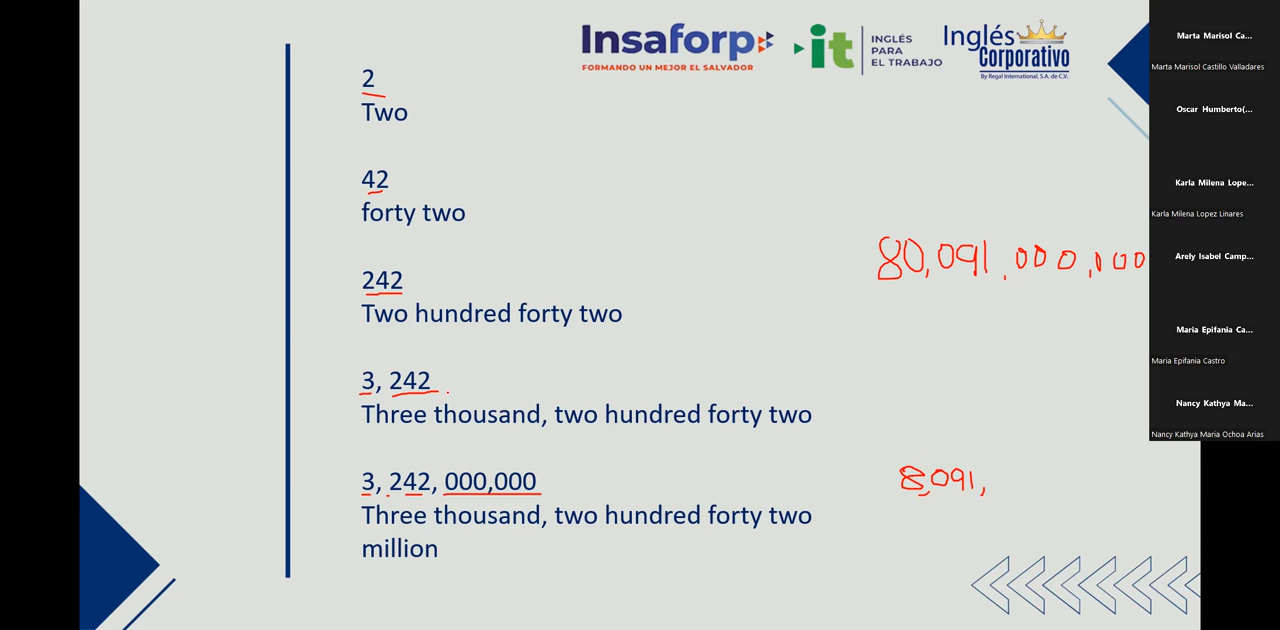 Insaforp
FORMANDO UN MEJOR EL SALVADOR
it
INGLÉS
PARA
EL TRABAJO
Inglés
Corporativo
By Regal International, S.A. de C.V.
2
Two
42
forty two
242
Two hundred forty two
80,091,000,000
3, 242
Three thousand, two hundred forty two
3, 242, 000,000
8,091,
Three thousand, two hundred forty two
million
Marta Marisol Ca...
Marta Marisol Castillo Valladares
Oscar Humberto(...
Karla Milena Lope...
Karla Milena Lopez Linares
Arely Isabel Camp...
Maria Epifania Ca...
Maria Epifania Castro
Nancy Kathya Ma...
Nancy Kathya Maria Ochoa Arias